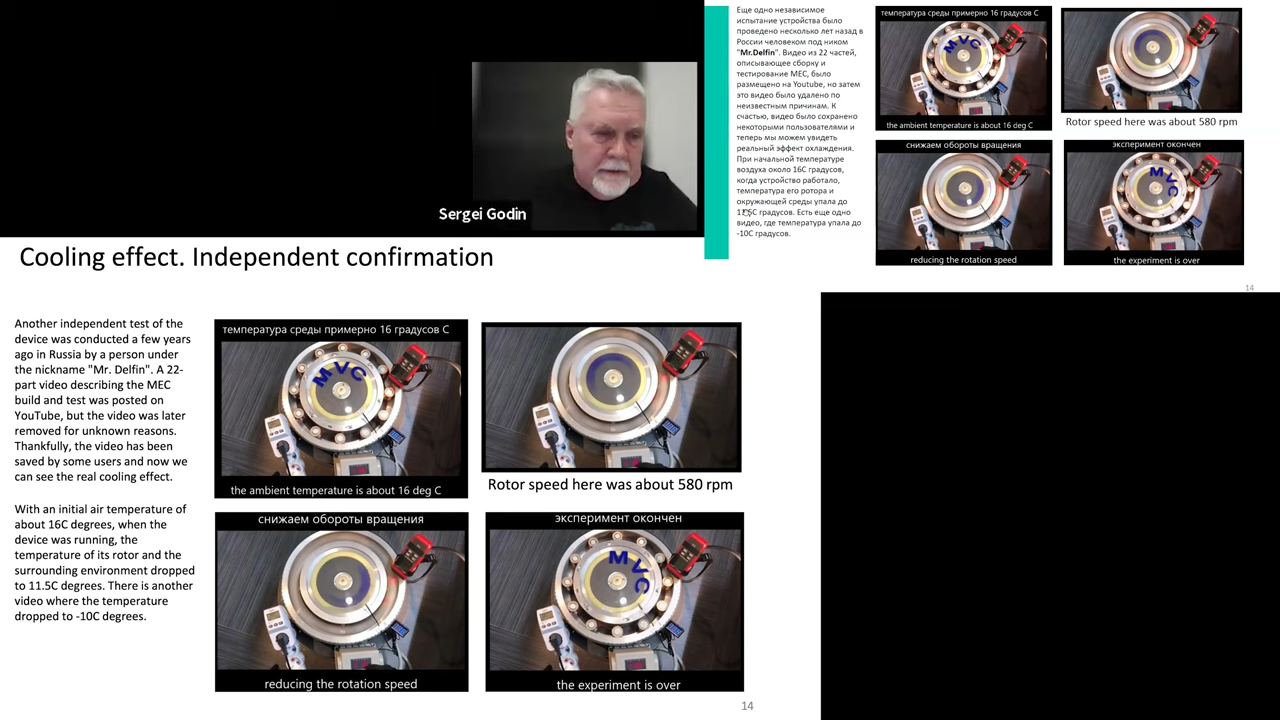 Sergei Godin
Еще одно независимое
испытание устройства было
проведено несколько лет назад в
России человеком под ником
"Mr.Delfin". Видео из 22 частей,
описывающее сборку и
тестирование МЕС, было
размещено на Youtube, но затем
это видео было удалено по
неизвестным причинам. К
счастью, видео было сохранено
некоторыми пользователями и
теперь мы можем увидеть
реальный эффект охлаждения.
При начальной температуре
воздуха около 16С градусов,
когда устройство работало,
температура его ротора и
окружающей среды упала до
градусов. Есть еще одно
видео, где температура упала до
-10С градусов.
температура среды примерно 16 градусов С
MVC
the ambient temperature is about 16 deg C
Rotor speed here was about 580 rpm
снижаем обороты вращения
reducing the rotation speed
эксперимент окончен
MVC
the experiment is over
14
Cooling effect. Independent confirmation
Another independent test of the
device was conducted a few years
ago in Russia by a person under
the nickname "Mr. Delfin". A 22-
part video describing the MEC
build and test was posted on
YouTube, but the video was later
removed for unknown reasons.
Thankfully, the video has been
saved by some users and now we
can see the real cooling effect.
With an initial air temperature of
about 16C degrees, when the
device was running, the
temperature of its rotor and the
surrounding environment dropped
to 11.5C degrees. There is another
video where the temperature
dropped to -10C degrees.
температура среды примерно 16 градусов С
MVC
the ambient temperature is about 16 deg C
Rotor speed here was about 580 rpm
снижаем обороты вращения
reducing the rotation speed
эксперимент окончен
MVC
the experiment is over
14